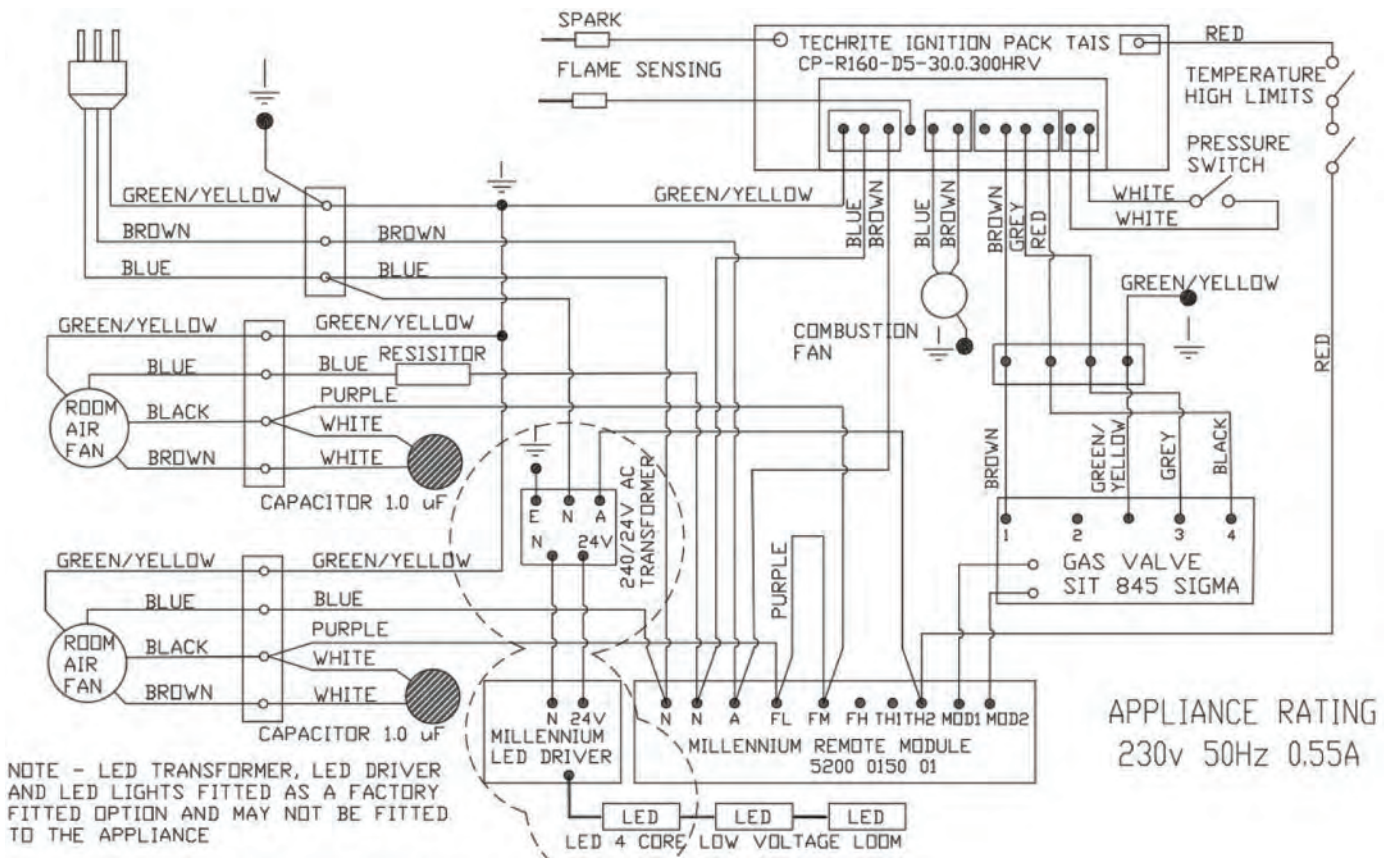 SPARK
FLAME SENSING
TECHRITE IGNITION PACK TAIS
CP-R160-D5-30.0.300HRV
RED
TEMPERATURE
HIGH LIMITS
PRESSURE
SWITCH
WHITE
WHITE
GREEN/YELLOW
BROWN
BLUE
GREEN/YELLOW
BROWN
BLUE
BLUE
BROWN
BLUE
BROWN
BROWN
GREY
RED
COMBUSTION
FAN
GREEN/YELLOW
RED
GREEN/YELLOW
BLUE
BLACK
BROWN
ROOM
AIR
FAN
GREEN/YELLOW
BLUE
RESISITOR
PURPLE
WHITE
WHITE
CAPACITOR 1.0 uF
E N A
N 24V
240/24V AC
TRANSFORMER
BROWN
GREEN/
YELLOW
GREY
BLACK
1 2 3 4
GAS VALVE
SIT 845 SIGMA
GREEN/YELLOW
BLUE
BLACK
BROWN
ROOM
AIR
FAN
GREEN/YELLOW
BLUE
PURPLE
WHITE
WHITE
CAPACITOR 1.0 uF
PURPLE
N 24V
MILLENNIUM
LED DRIVER
N N A FL FM FH TH1 TH2 MOD1 MOD2
MILLENNIUM REMOTE MODULE
5200 0150 01
LED LED LED
LED 4 CORE LOW VOLTAGE LOOM
APPLIANCE RATING
230v 50Hz 0.55A
NOTE - LED TRANSFORMER, LED DRIVER
AND LED LIGHTS FITTED AS A FACTORY
FITTED OPTION AND MAY NOT BE FITTED
TO THE APPLIANCE